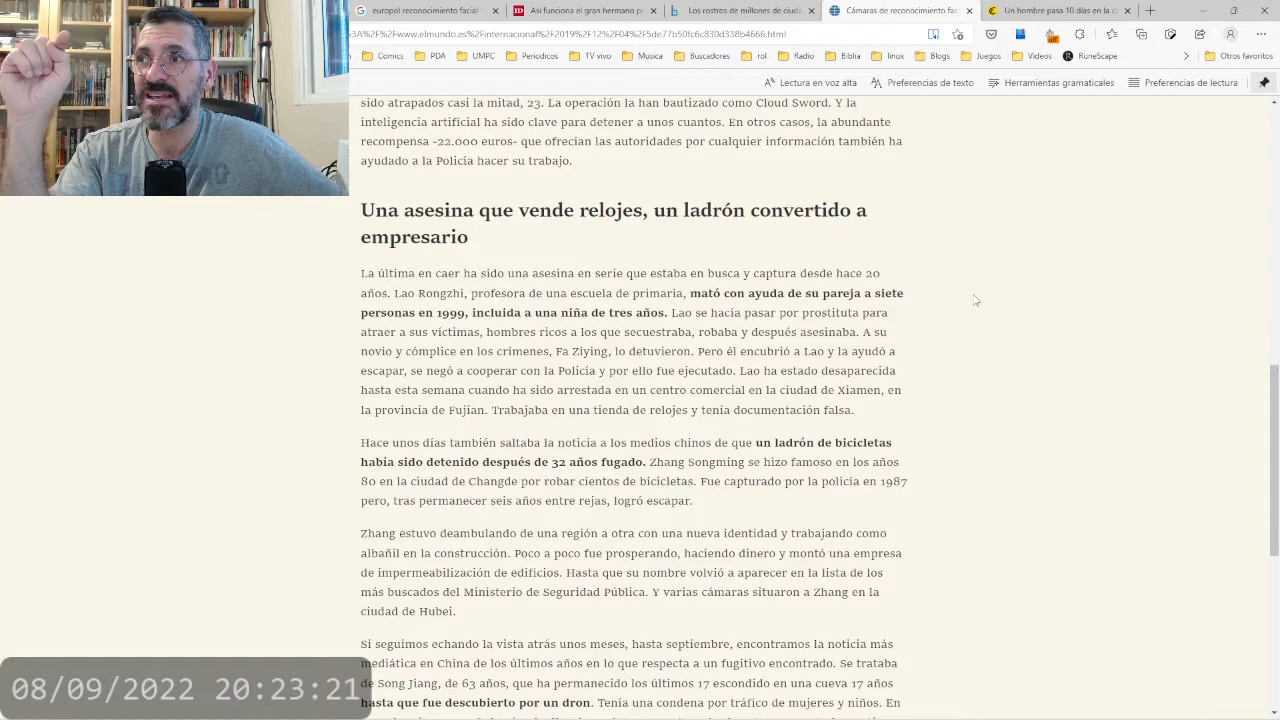 europol reconocimiento facial
Así funciona el gran hermano p
Los rostros de millones de ciuda
Cámaras de reconocimiento fac
Un hombre pasa 10 días en la c
3A%2F%2Fwww.elmundo.es%2Finternacional%2F2019%2F12%2F04%2F5de77b50fc6c830d338b4666.html
off
Comics
PDA
UMPC
Periodicos
TV vivo
Musica
Buscadores
rol
Radio
linux
Blogs
Videos
RuneScape
Otros favoritos
Lectura en voz alta
Preferencias de texto
Herramientas gramaticales
Preferencias de lectura
sido atrapados casi la mitad, 23. La operación la han bautizado como Cloud Sword. Y la
inteligencia artificial ha sido clave para detener a unos cuantos. En otros casos, la abundante
recompensa -22.000 euros- que ofrecían las autoridades por cualquier información también ha
ayudado a la Policía hacer su trabajo.
Una asesina que vende relojes, un ladrón convertido a
empresario
La última en caer ha sido una asesina en serie que estaba en busca y captura desde hace 20
años. Lao Rongzhi, profesora de una escuela de primaria, mató con ayuda de su pareja a siete
personas en 1999, incluida a una niña de tres años. Lao se hacía pasar por prostituta para
atraer a sus víctimas, hombres ricos a los que secuestraba, robaba y después asesinaba. A su
novio y cómplice en los crímenes, Fa Ziying, lo detuvieron. Pero él encubrió a Lao y la ayudó a
escapar, se negó a cooperar con la Policía y por ello fue ejecutado. Lao ha estado desaparecida
hasta esta semana cuando ha sido arrestada en un centro comercial en la ciudad de Xiamen, en
la provincia de Fujian. Trabajaba en una tienda de relojes y tenía documentación falsa.
Hace unos días también saltaba la noticia a los medios chinos de que un ladrón de bicicletas
había sido detenido después de 32 años fugado. Zhang Songming se hizo famoso en los años
80 en la ciudad de Changde por robar cientos de bicicletas. Fue capturado por la policía en 1987
pero, tras permanecer seis años entre rejas, logró escapar.
Zhang estuvo deambulando de una región a otra con una nueva identidad y trabajando como
albañil en la construcción. Poco a poco fue prosperando, haciendo dinero y montó una empresa
de impermeabilización de edificios. Hasta que su nombre volvió a aparecer en la lista de los
más buscados del Ministerio de Seguridad Pública. Y varias cámaras situaron a Zhang en la
ciudad de Hubei.
Si seguimos echando la vista atrás unos meses, hasta septiembre, encontramos la noticia más
mediática en China de los últimos años en lo que respecta a un fugitivo encontrado. Se trataba
de Song Jiang, de 63 años, que ha permanecido los últimos 17 escondido en una cueva 17 años
hasta que fue descubierto por un dron. Tenía una condena por tráfico de mujeres y niños. En
08/09/2022 20:23:21